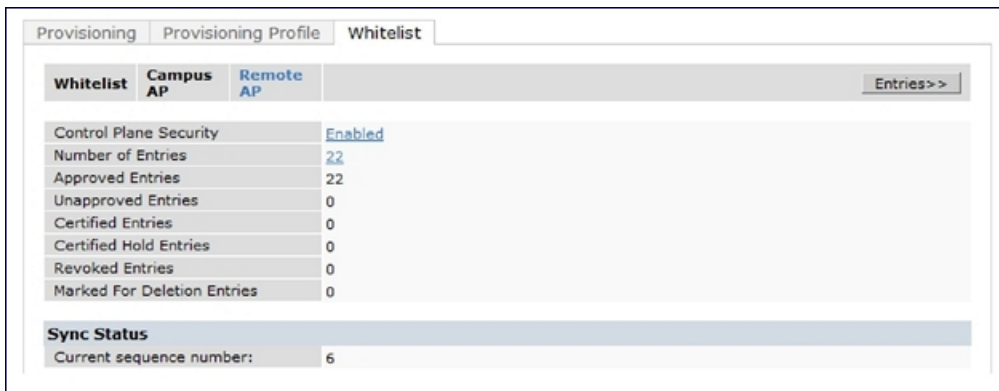 Provisioning Provisioning Profile Whitelist
Whitelist Campus AP Remote AP Entries>>
Control Plane Security Enabled
Number of Entries 22
Approved Entries 22
Unapproved Entries 0
Certified Entries 0
Certified Hold Entries 0
Revoked Entries 0
Marked For Deletion Entries 0
Sync Status
Current sequence number: 6